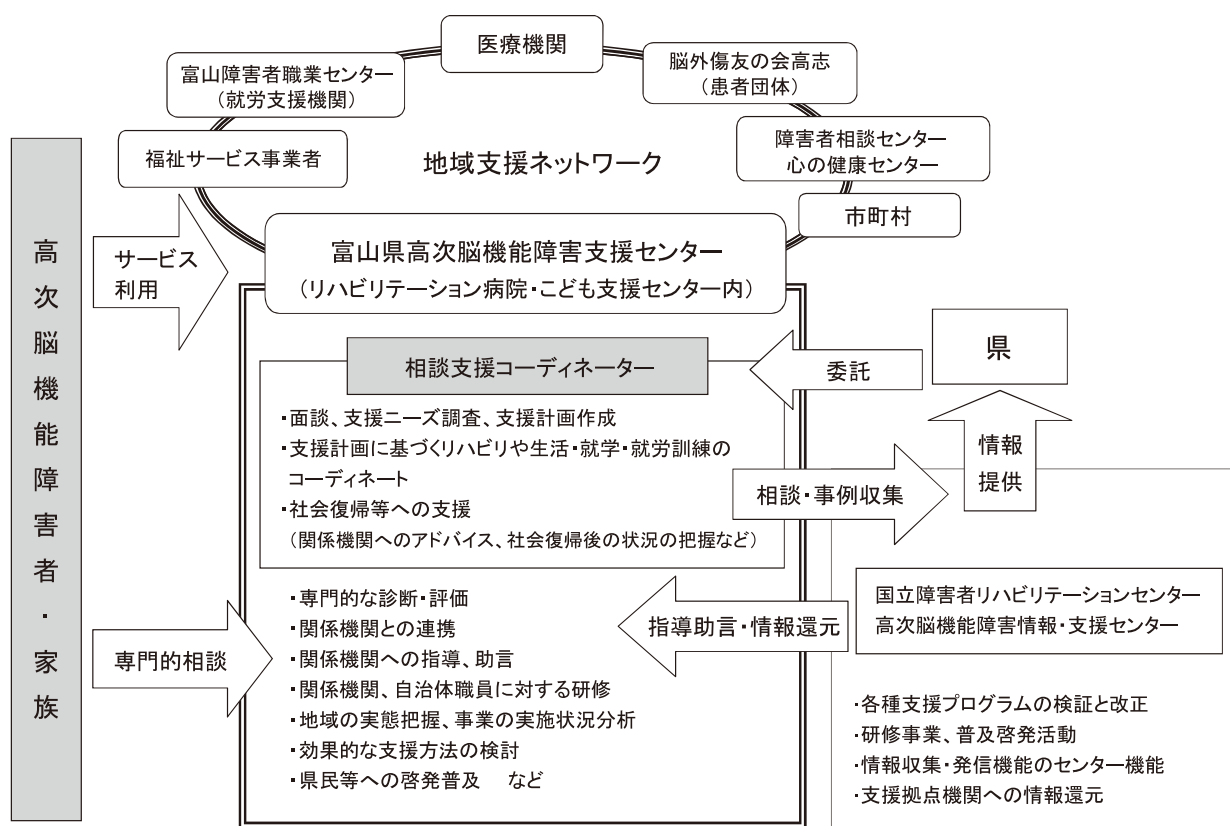 医療機関
富山障害者職業センター
(就労支援機関)
脳外傷友の会高志
(患者団体)
福祉サービス事業者
地域支援ネットワーク
障害者相談センター
心の健康センター
市町村
高次脳機能障害者・家族
サービス
利用
富山県高次脳機能障害支援センター
(リハビリテーション病院・こども支援センター内)
相談支援コーディネーター
・面談、支援ニーズ調査、支援計画作成
・支援計画に基づくリハビリや生活・就学・就労訓練の
コーディネート
・社会復帰等への支援
(関係機関へのアドバイス、社会復帰後の状況の把握など)
委託
県
情報
提供
相談・事例収集
専門的相談
・専門的な診断・評価
・関係機関との連携
・関係機関への指導、助言
・関係機関、自治体職員に対する研修
・地域の実態把握、事業の実施状況分析
・効果的な支援方法の検討
・県民等への啓発普及 など
指導助言・情報還元
国立障害者リハビリテーションセンター
高次脳機能障害情報・支援センター
・各種支援プログラムの検証と改正
・研修事業、普及啓発活動
・情報収集・発信機能のセンター機能
・支援拠点機関への情報還元